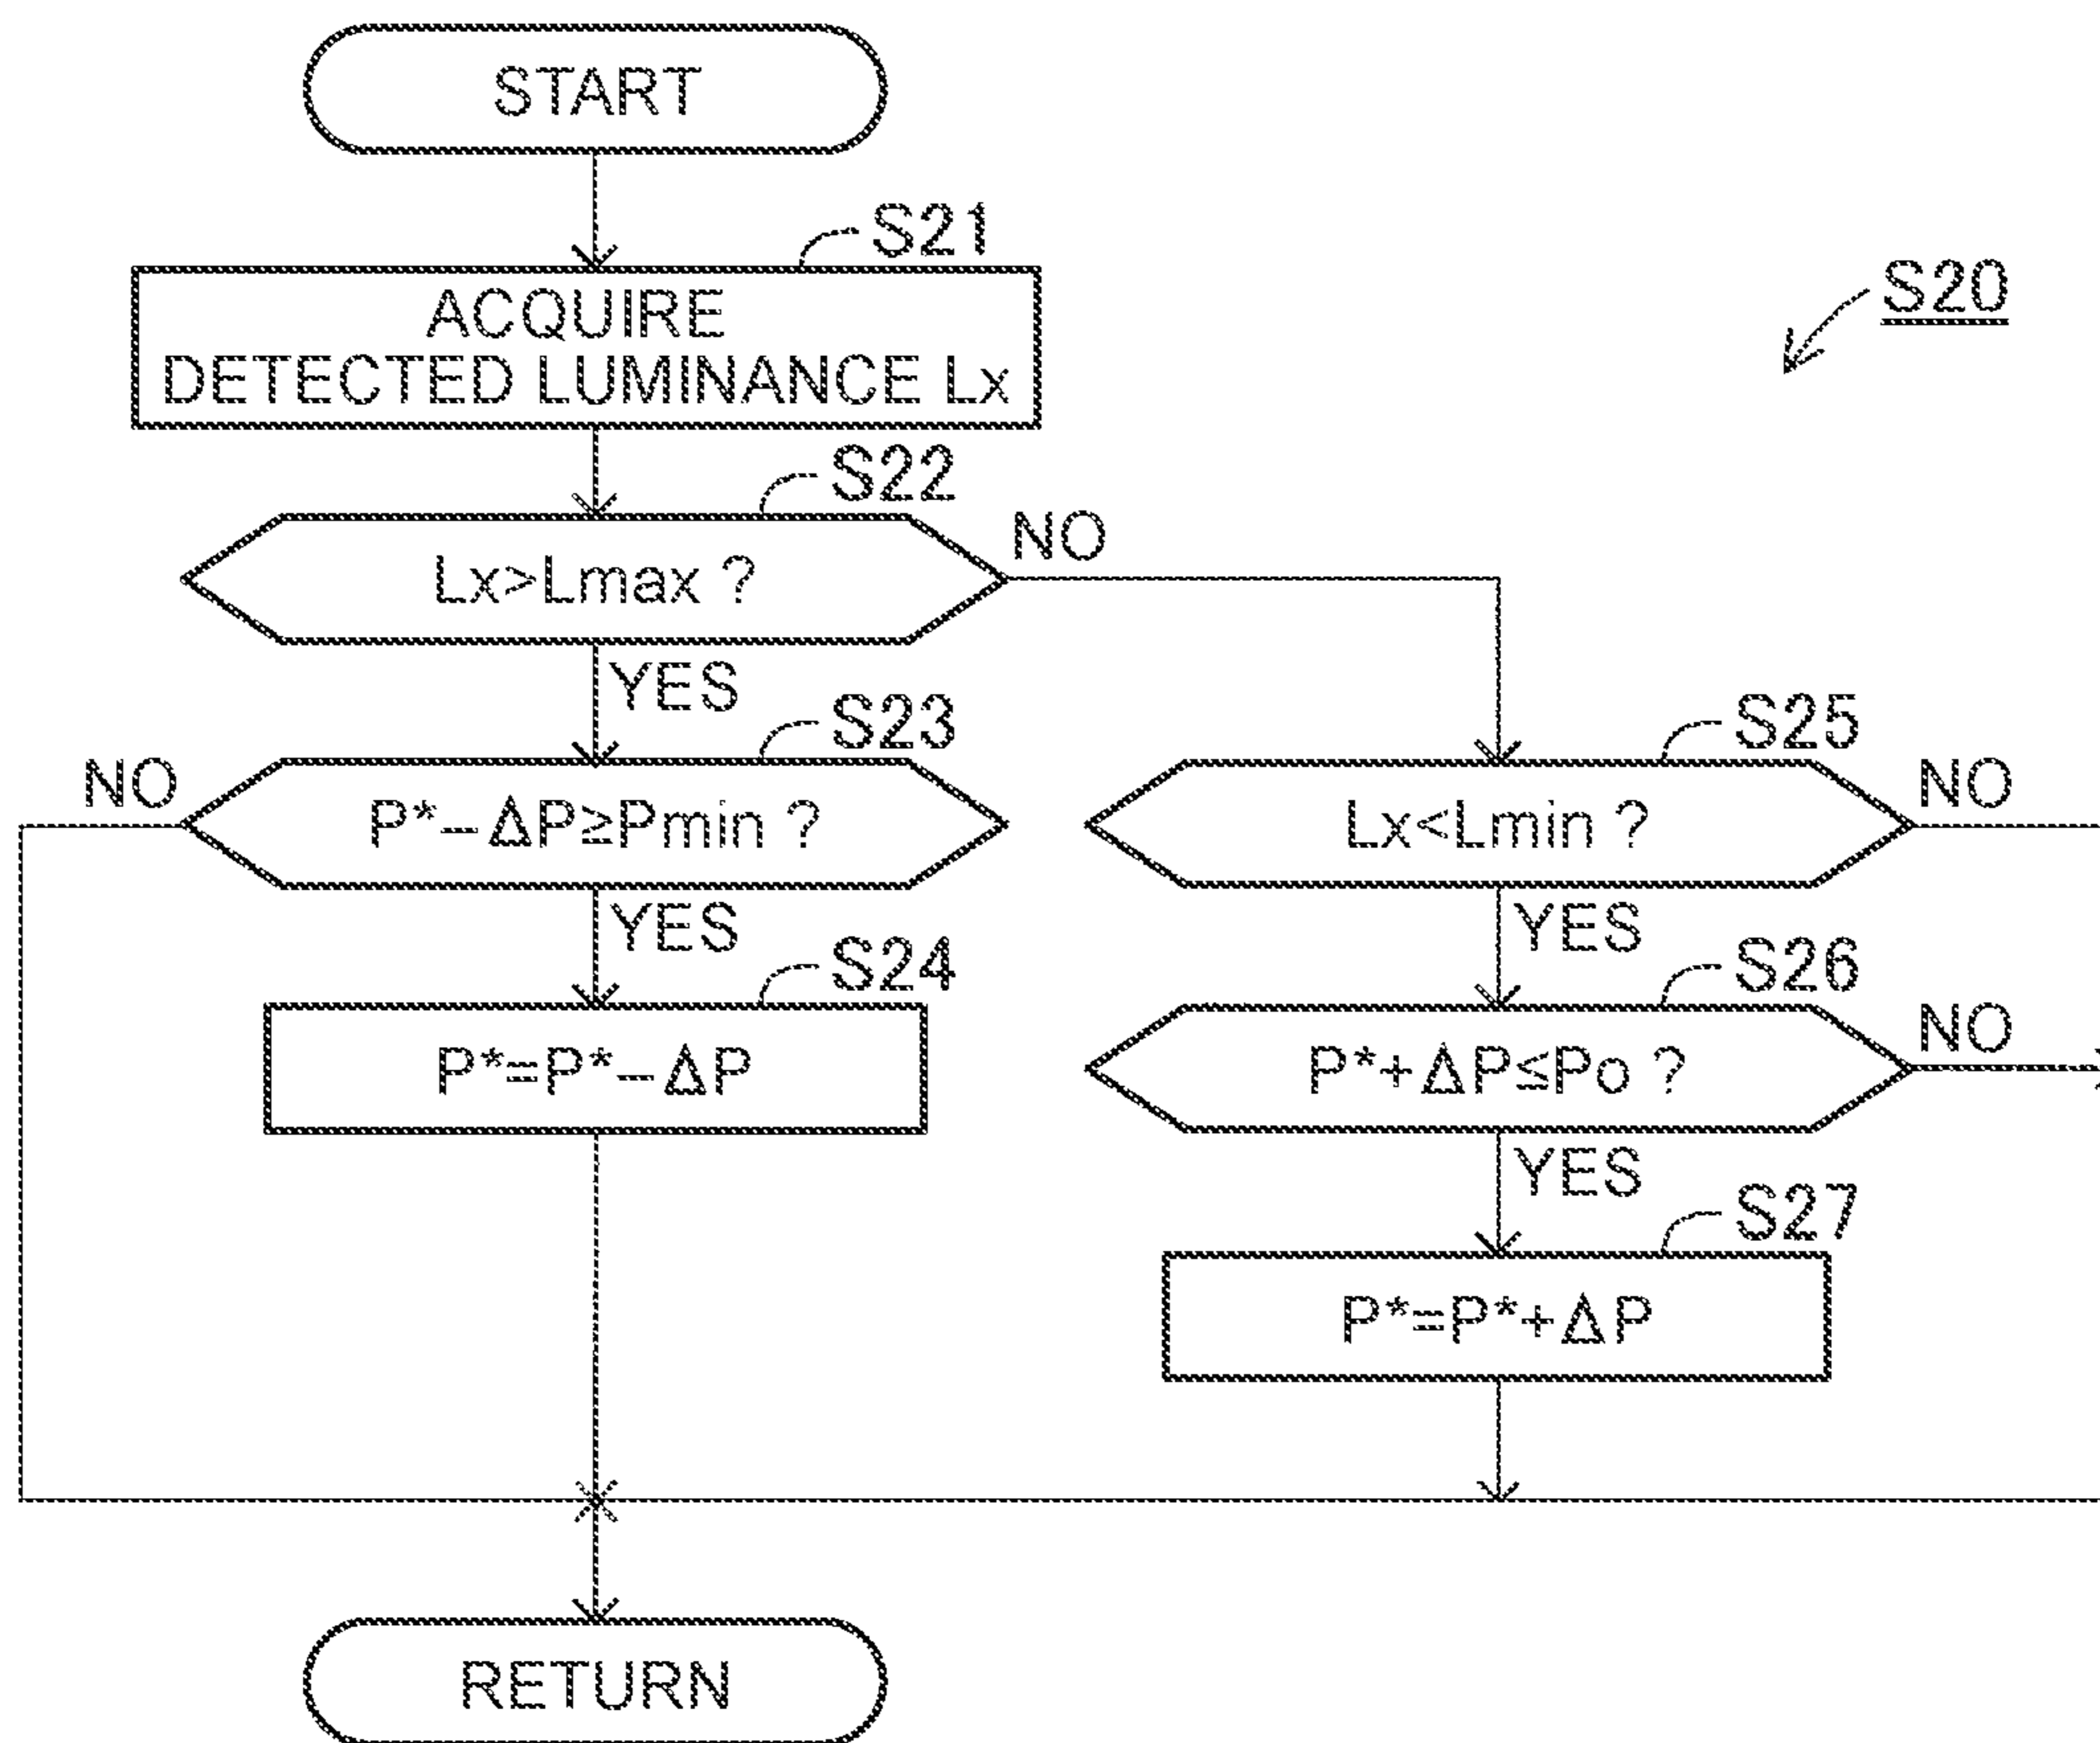 START
S21
S20
ACQUIRE
DETECTED LUMINANCE Lx
S22
Lx>Lmax ?
NO
YES
S23
NO
P*−ΔP≥Pmin ?
YES
S24
P*=P*−ΔP
S25
Lx<Lmin ?
NO
YES
S26
P*+ΔP≤Po ?
NO
YES
S27
P*=P*+ΔP
RETURN